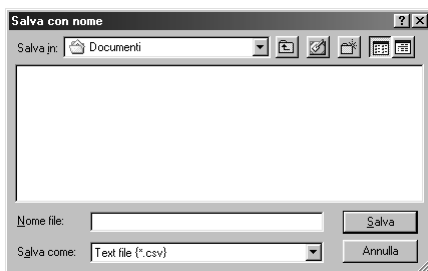 Salva con nome
Salva in: Documenti
Nome file: Salva
Salva come: Text file {*.csv} Annulla